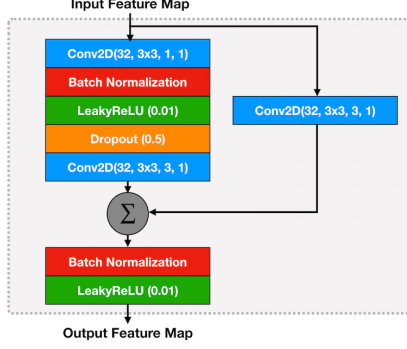 Input Feature Map
Conv2D(32, 3x3, 1, 1)
Batch Normalization
LeakyReLU (0.01)
Dropout (0.5)
Conv2D(32, 3x3, 3, 1)
Conv2D(32, 3x3, 3, 1)
Σ
Batch Normalization
LeakyReLU (0.01)
Output Feature Map